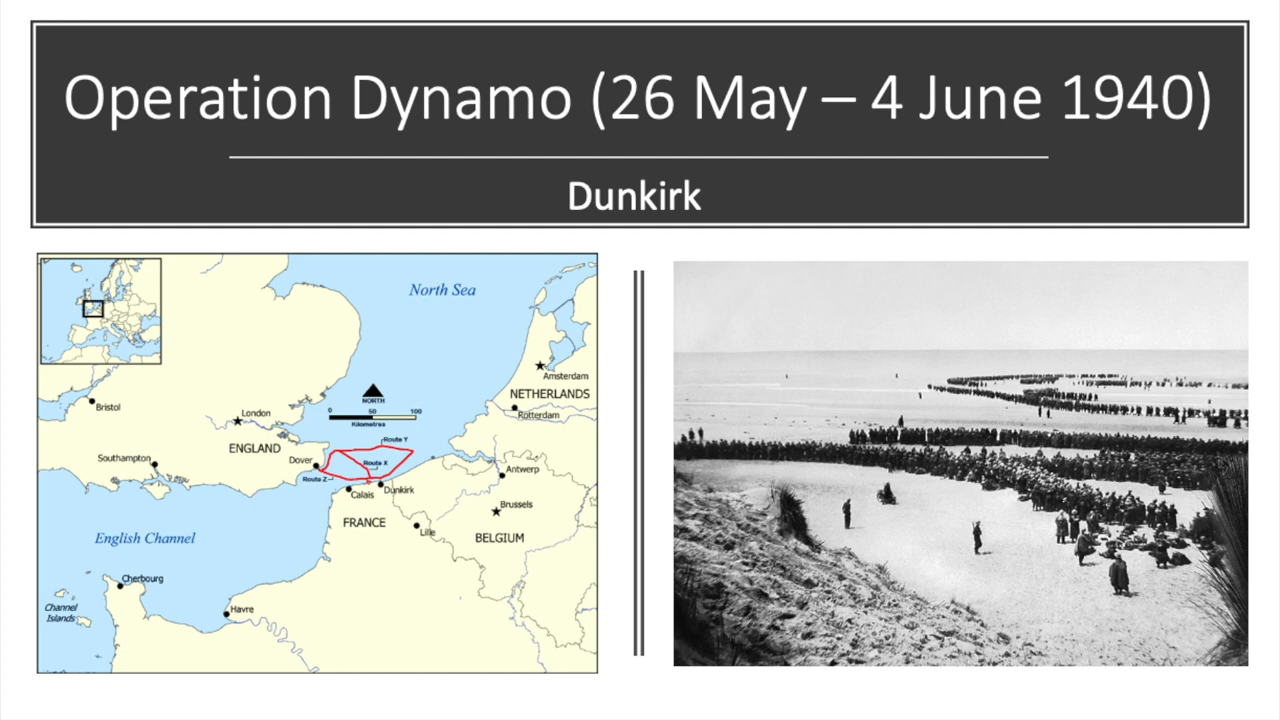 Operation Dynamo (26 May – 4 June 1940)
Dunkirk
North Sea
Amsterdam
NETHERLANDS
Rotterdam
NORTH
0 50 100
Kilometres
Bristol
London
ENGLAND
Route Y
Southampton
Dover
Route X
Route Z
Antwerp
Calais
Dunkirk
Brussels
FRANCE
Lille
BELGIUM
English Channel
Cherbourg
Channel
Islands
Havre